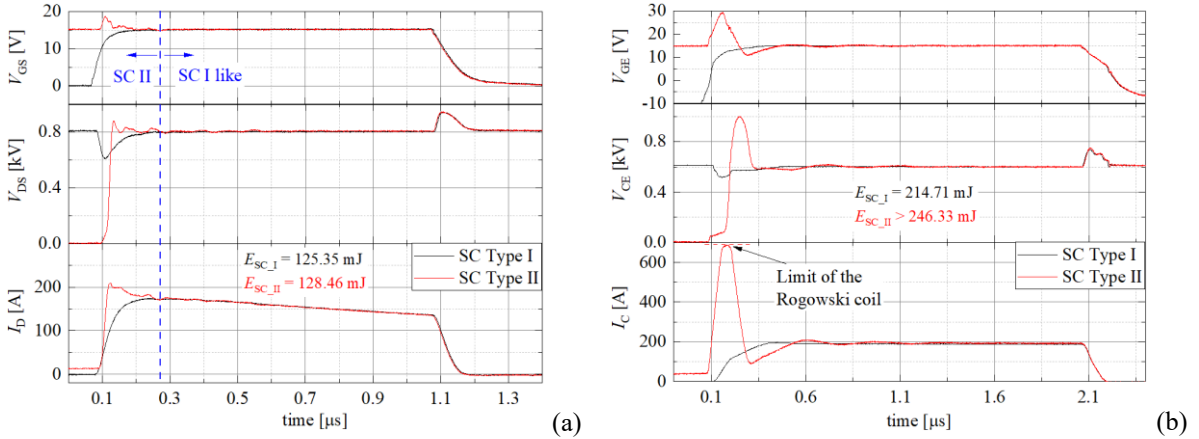 20
15
10
5
0
V_GS [V]
SC II
SC I like
0.8
0.4
0.0
V_DS [kV]
E_SC_I = 125.35 mJ
E_SC_II = 128.46 mJ
SC Type I
SC Type II
200
100
0
I_D [A]
0.1 0.3 0.5 0.7 0.9 1.1 1.3
time [μs]
(a)
30
15
0
-10
V_GE [V]
1.0
0.6
0.0
V_CE [kV]
E_SC_I = 214.71 mJ
E_SC_II > 246.33 mJ
SC Type I
SC Type II
Limit of the
Rogowski coil
600
400
200
0
I_C [A]
0.1 0.6 1.1 1.6 2.1
time [μs]
(b)